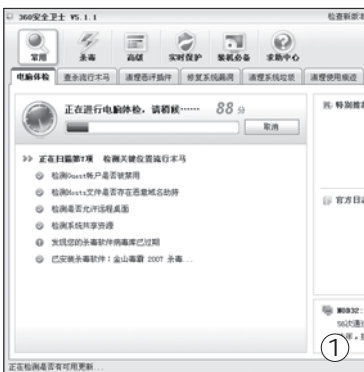 360安全卫士 V5.1.1
检查新版本
常用 杀毒 高级 实时保护 装机必备 求助中心
电脑体检 查杀流行木马 清理恶评插件 修复系统漏洞 清理系统垃圾 清理使用痕迹
正在进行电脑体检，请稍候…… 88 分
取消
特别推
>> 正在扫描第7项 检测关键位置流行木马
检测Guest帐户是否被禁用
检测Hosts文件是否存在恶意域名劫持
检测是否允许远程桌面
检测系统共享资源
发现您的杀毒软件病毒库已过期
已安装杀毒软件：金山毒霸 2007 杀毒...
官方日
①
正在检测是否有可用更新...